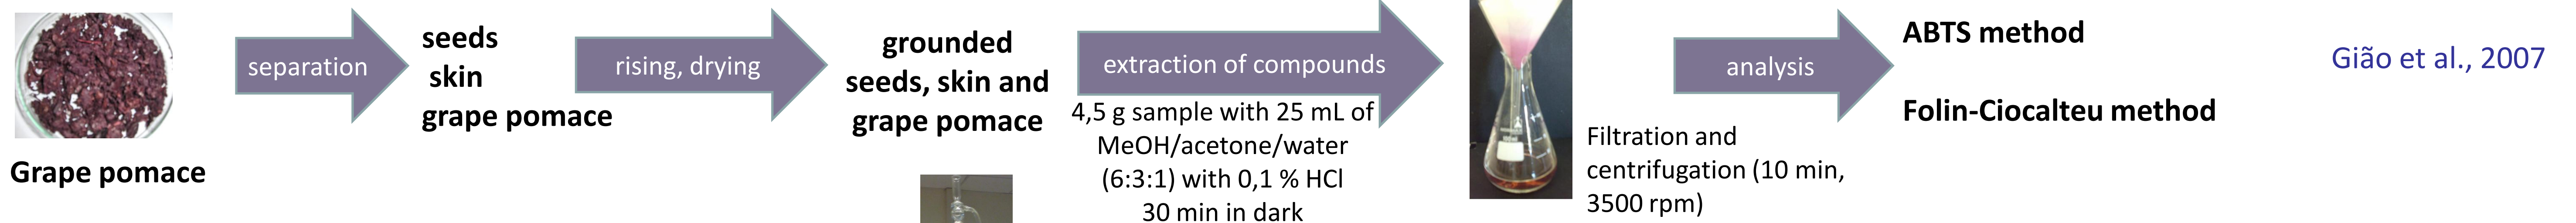 Grape pomace
separation
seeds
skin
grape pomace
rising, drying
grounded
seeds, skin and
grape pomace
extraction of compounds
4,5 g sample with 25 mL of
MeOH/acetone/water
(6:3:1) with 0,1 % HCl
30 min in dark
Filtration and
centrifugation (10 min,
3500 rpm)
analysis
ABTS method
Folin-Ciocalteu method
Gião et al., 2007